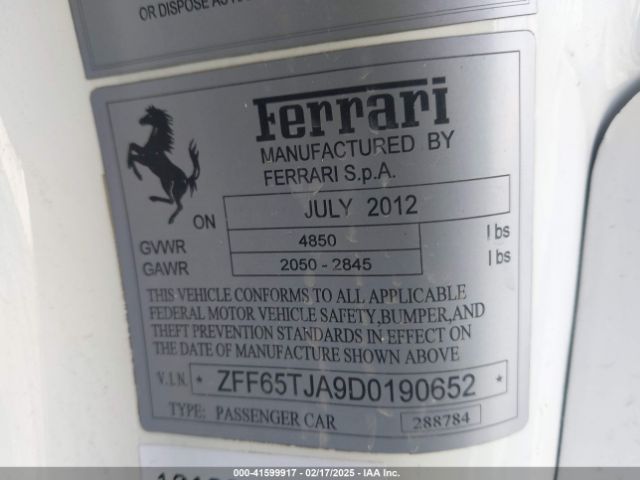 OR DISPOSE
Ferrari
MANUFACTURED BY
FERRARI S.p.A.
ON JULY 2012
GVWR 4850 lbs
GAWR 2050 - 2845 lbs
THIS VEHICLE CONFORMS TO ALL APPLICABLE
FEDERAL MOTOR VEHICLE SAFETY,BUMPER,AND
THEFT PREVENTION STANDARDS IN EFFECT ON
THE DATE OF MANUFACTURE SHOWN ABOVE
V.I.N. * ZFF65TJA9D0190652 *
TYPE: PASSENGER CAR 288784
000-41599917 - 02/17/2025 - IAA Inc.